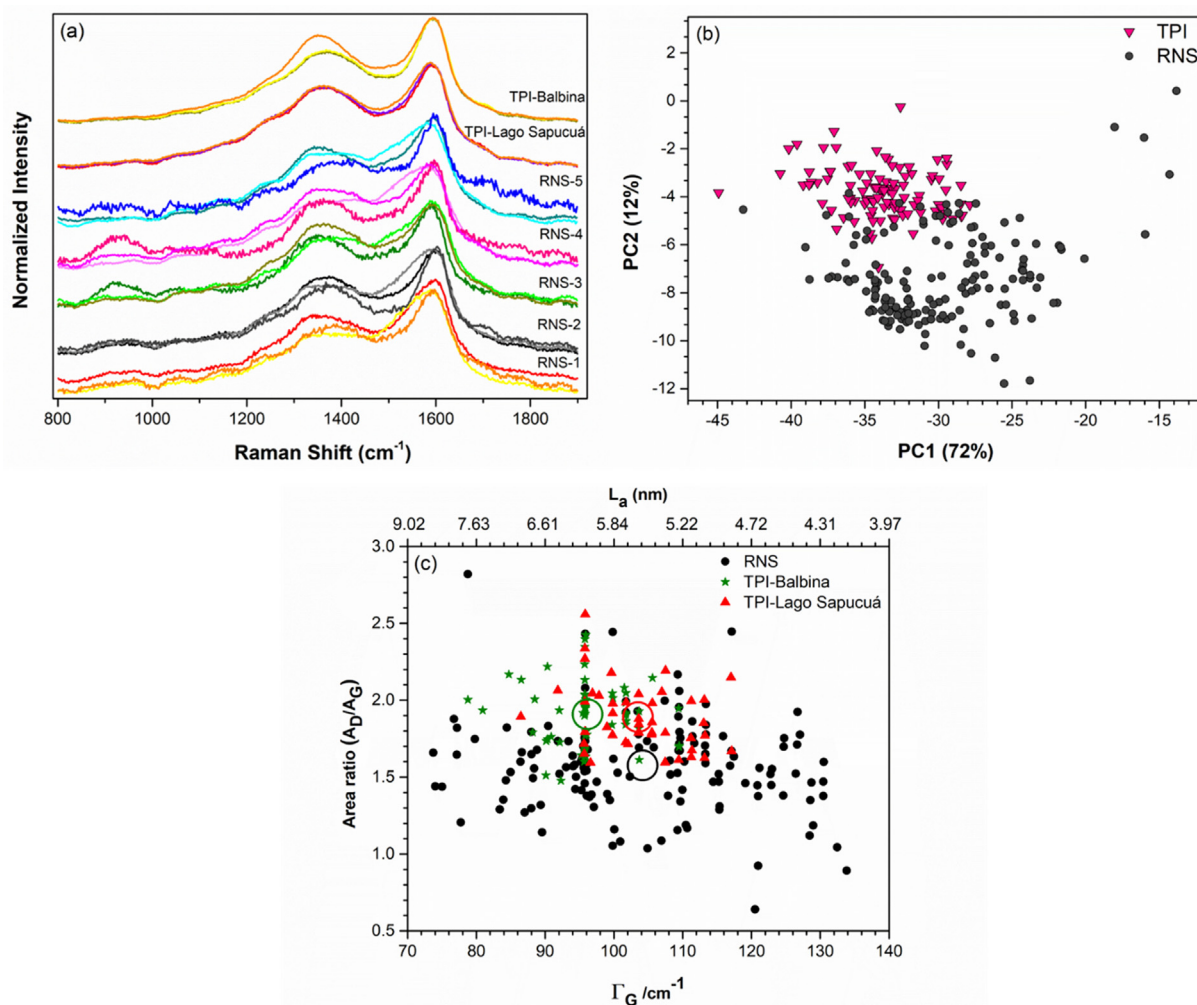 (a)
TPI-Balbina
TPI-Lago Sapucuá
RNS-5
RNS-4
RNS-3
RNS-2
RNS-1
Normalized Intensity
800 1000 1200 1400 1600 1800
Raman Shift (cm⁻¹)
(b)
TPI
RNS
2
0
-2
-4
-6
-8
-10
-12
PC2 (12%)
-45 -40 -35 -30 -25 -20 -15 -12
PC1 (72%)
Lₐ (nm)
9.02 7.63 6.61 5.84 5.22 4.72 4.31 3.97
(c)
RNS
TPI-Balbina
TPI-Lago Sapucuá
3.0
2.5
2.0
1.5
1.0
0.5
Area ratio (A_D/A_G)
70 80 90 100 110 120 130 140
Γ_G /cm⁻¹